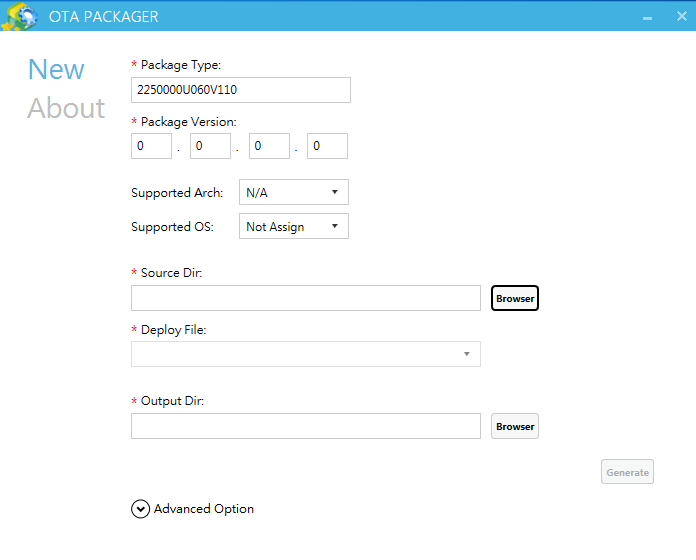 OTA PACKAGER
New
About
* Package Type:
2250000U060V110
* Package Version:
0 . 0 . 0 . 0
Supported Arch: N/A
Supported OS: Not Assign
* Source Dir:
Browser
* Deploy File:
* Output Dir:
Browser
Generate
Advanced Option